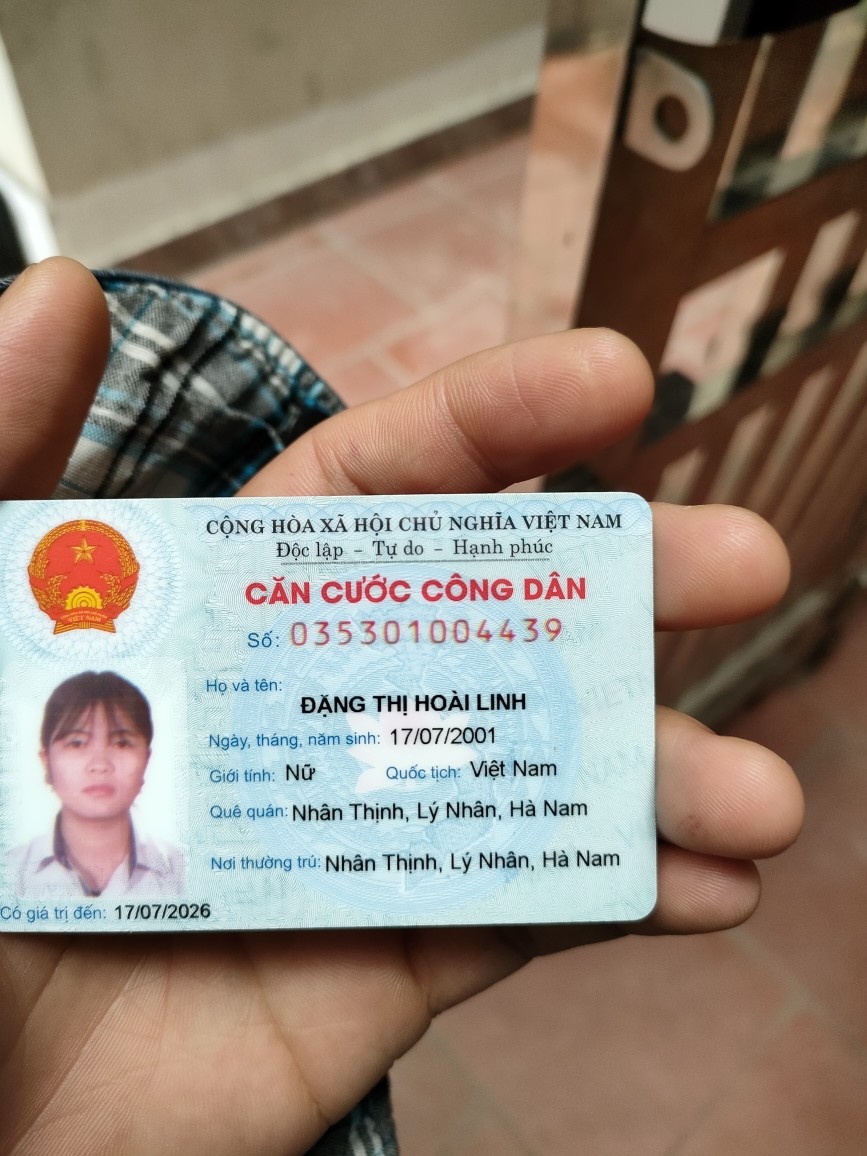 CỘNG HÒA XÃ HỘI CHỦ NGHĨA VIỆT NAM
Độc lập - Tự do - Hạnh phúc
CĂN CƯỚC CÔNG DÂN
Số: 035301004439
Họ và tên:
ĐẶNG THỊ HOÀI LINH
Ngày, tháng, năm sinh: 17/07/2001
Giới tính: Nữ Quốc tịch: Việt Nam
Quê quán: Nhân Thịnh, Lý Nhân, Hà Nam
Nơi thường trú: Nhân Thịnh, Lý Nhân, Hà Nam
Có giá trị đến: 17/07/2026